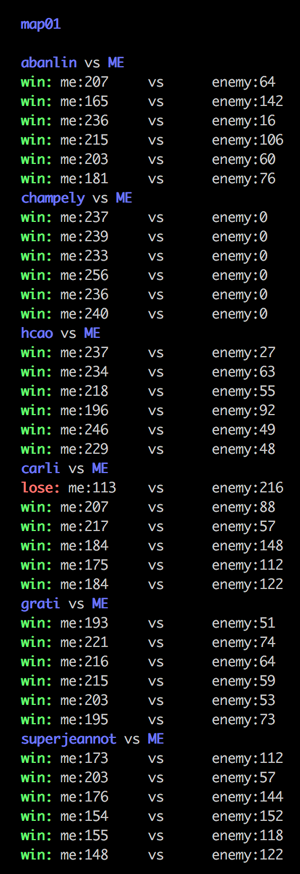 map01
abanlin vs ME
win: me:207 vs enemy:64
win: me:165 vs enemy:142
win: me:236 vs enemy:16
win: me:215 vs enemy:106
win: me:203 vs enemy:60
win: me:181 vs enemy:76
champely vs ME
win: me:237 vs enemy:0
win: me:239 vs enemy:0
win: me:233 vs enemy:0
win: me:256 vs enemy:0
win: me:236 vs enemy:0
win: me:240 vs enemy:0
hcao vs ME
win: me:237 vs enemy:27
win: me:234 vs enemy:63
win: me:218 vs enemy:55
win: me:196 vs enemy:92
win: me:246 vs enemy:49
win: me:229 vs enemy:48
carli vs ME
lose: me:113 vs enemy:216
win: me:207 vs enemy:88
win: me:217 vs enemy:57
win: me:184 vs enemy:148
win: me:175 vs enemy:112
win: me:184 vs enemy:122
grati vs ME
win: me:193 vs enemy:51
win: me:221 vs enemy:74
win: me:216 vs enemy:64
win: me:215 vs enemy:59
win: me:203 vs enemy:53
win: me:195 vs enemy:73
superjeannot vs ME
win: me:173 vs enemy:112
win: me:203 vs enemy:57
win: me:176 vs enemy:144
win: me:154 vs enemy:152
win: me:155 vs enemy:118
win: me:148 vs enemy:122